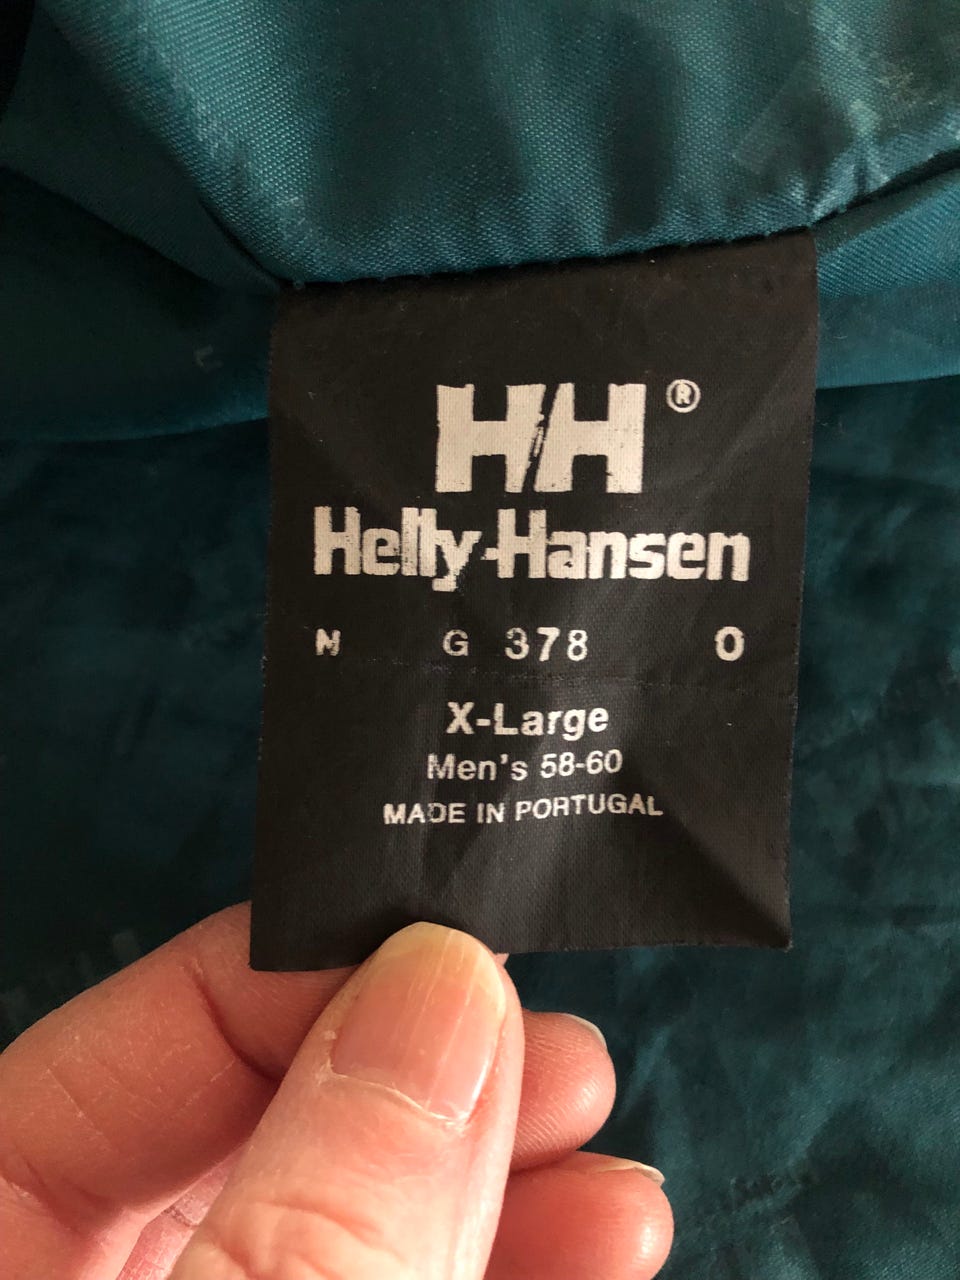 HH®
Helly-Hansen
N G 378 O
X-Large
Men's 58-60
MADE IN PORTUGAL